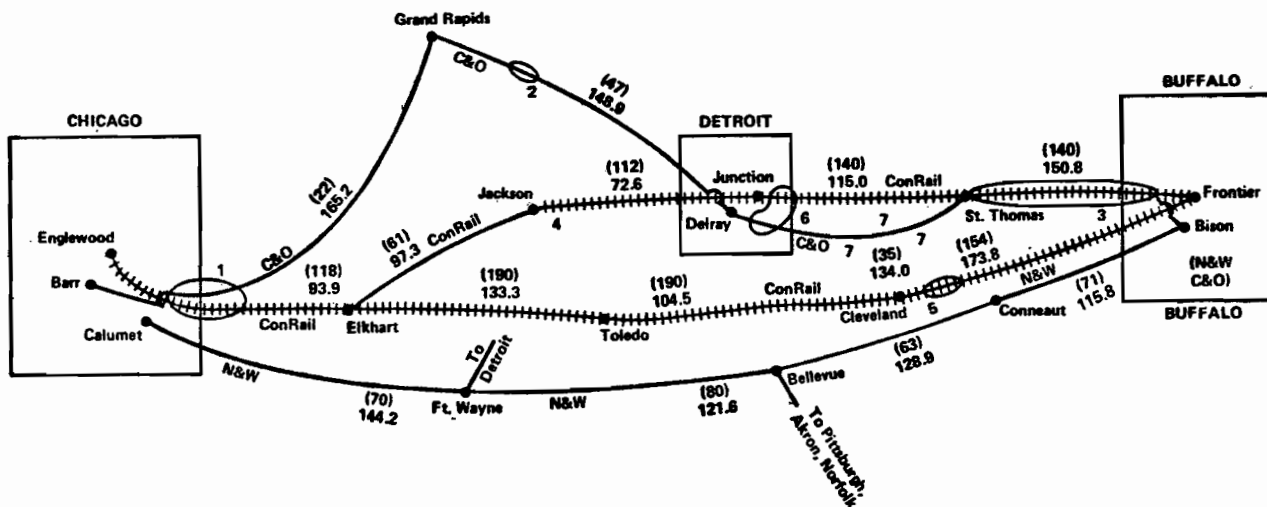 Grand Rapids
C&O
2
(47)
148.9
CHICAGO
DETROIT
BUFFALO
(22)
165.2
C&O
Jackson
(112)
72.6
Junction
(140)
115.0
ConRail
(140)
150.8
Frontier
Delray
4
6
7
7
7
C&O
St. Thomas
3
Bison
Englewood
Barr
Calumet
1
(61)
97.3
ConRail
(118)
93.9
ConRail
Elkhart
(190)
133.3
Toledo
(190)
104.5
ConRail
(35)
134.0
Cleveland
5
(154)
173.8
N&W
Conneaut
(71)
115.8
(N&W
C&O)
BUFFALO
N&W
(70)
144.2
To
Detroit
Ft. Wayne
N&W
(80)
121.6
Bellevue
(63)
128.9
To Pittsburgh,
Akron, Norfolk